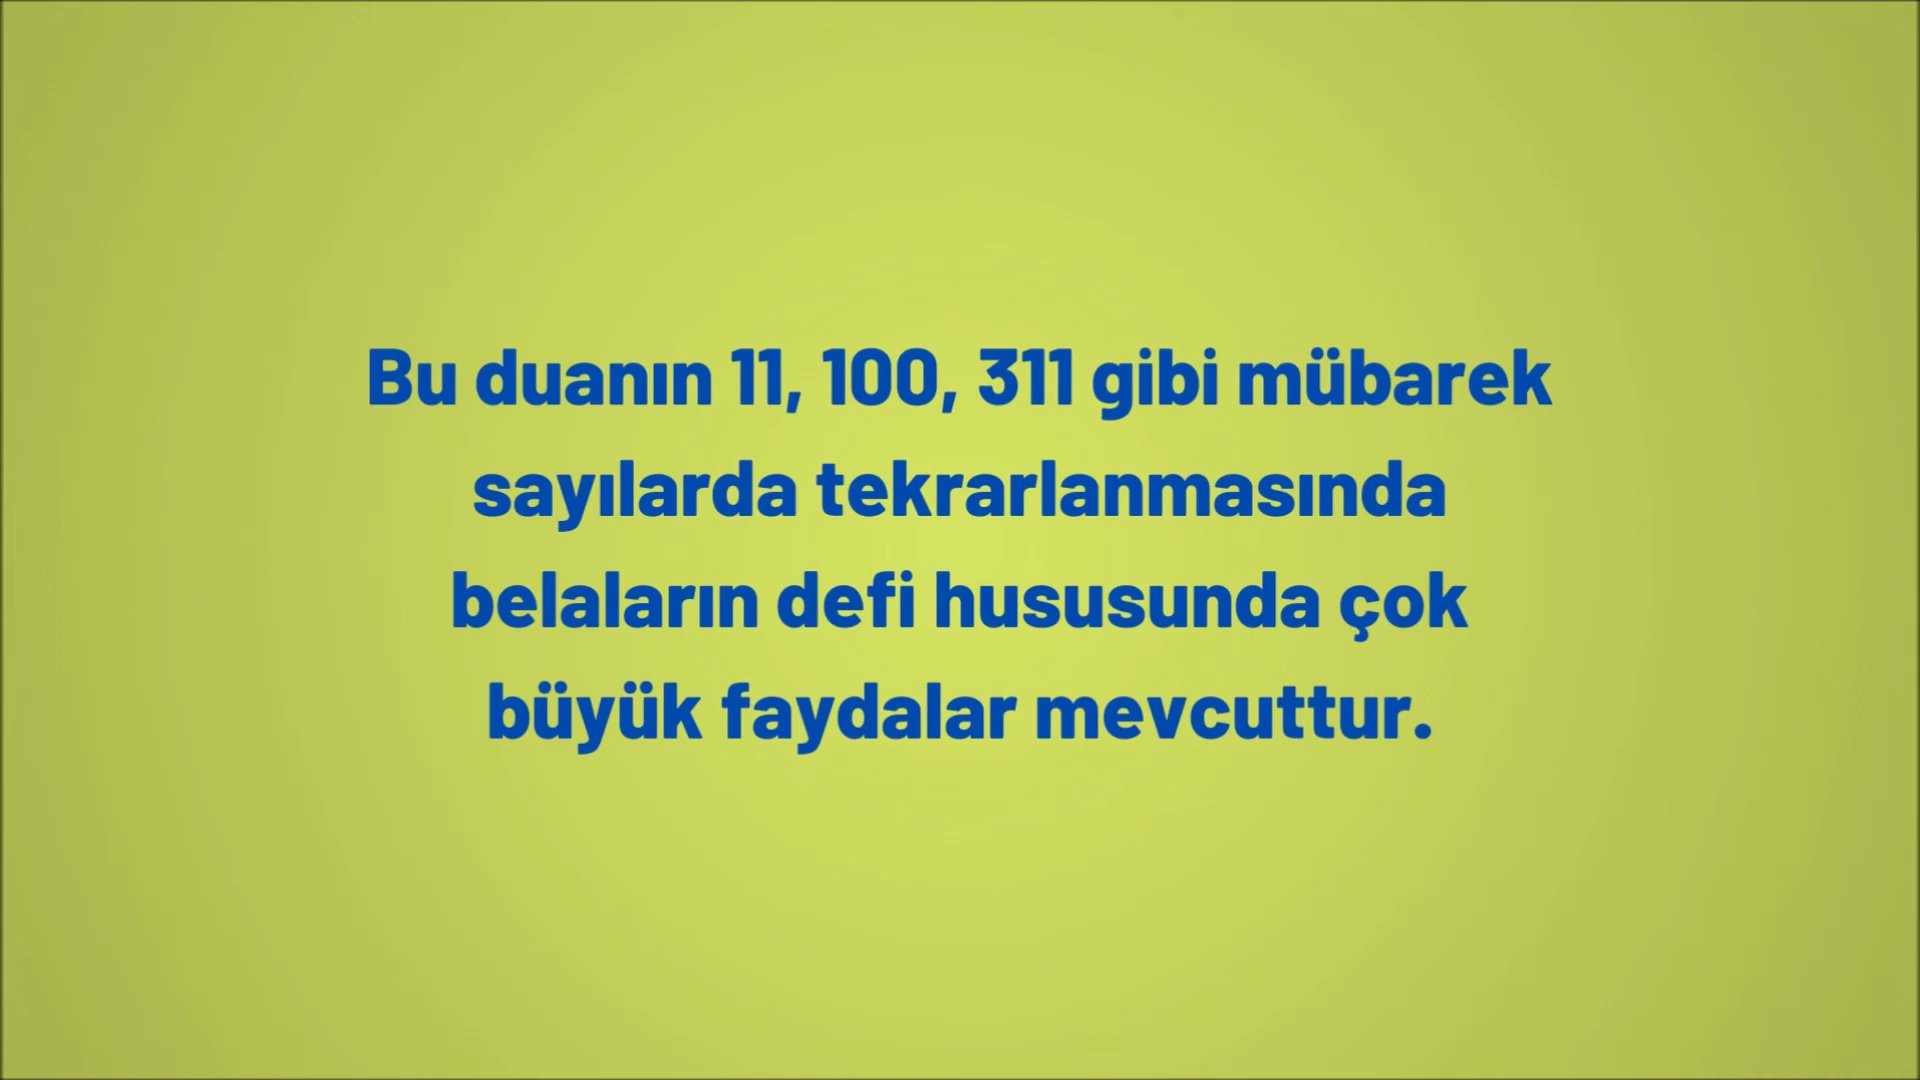 Bu duanın 11, 100, 311 gibi mübarek
sayılarda tekrarlanmasında
belaların defi hususunda çok
büyük faydalar mevcuttur.